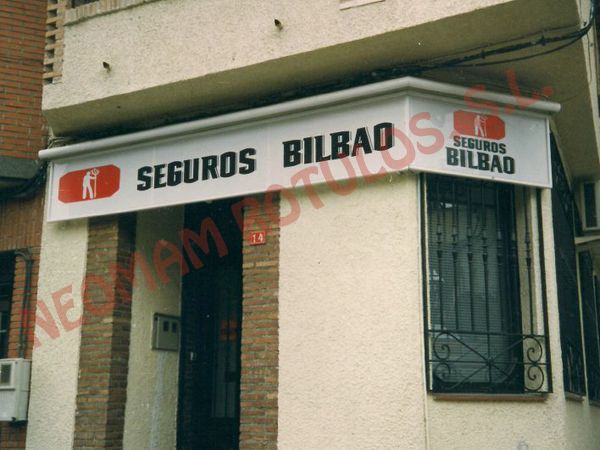 SEGUROS BILBAO
SEGUROS
BILBAO
14
NEOMAM ROTULOS, S.L.